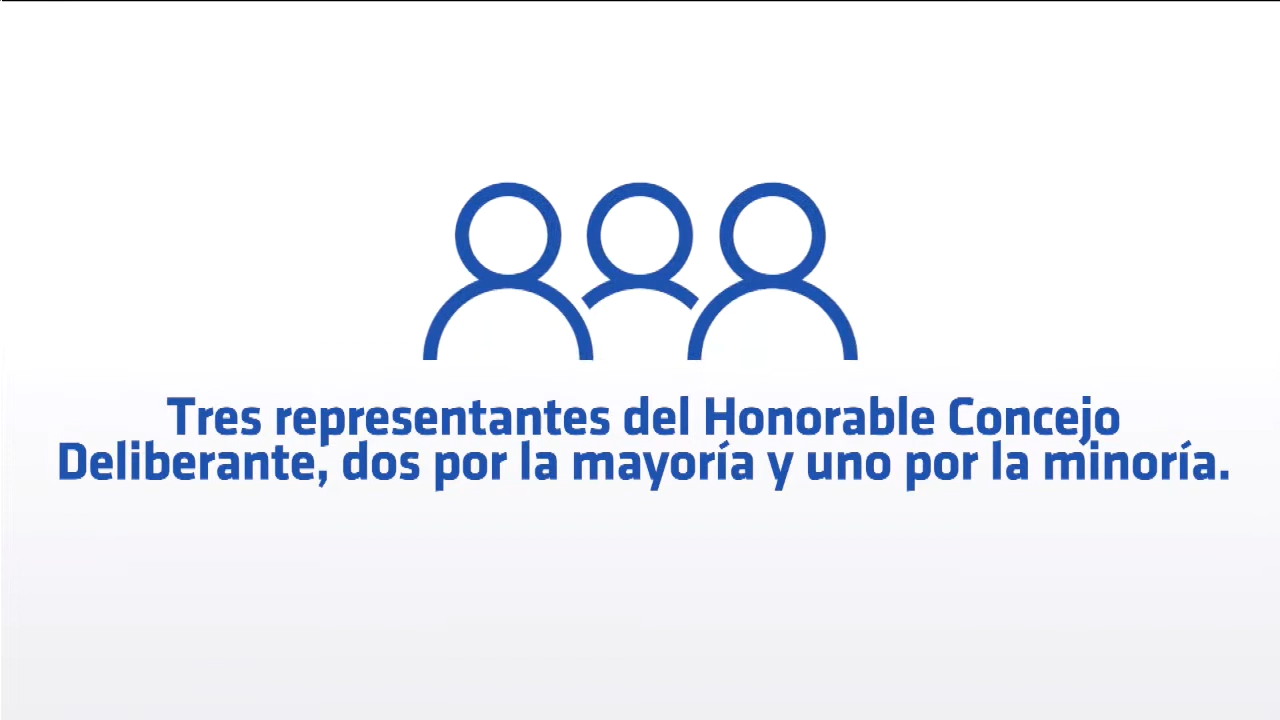 Tres representantes del Honorable Concejo
Deliberante, dos por la mayoría y uno por la minoría.